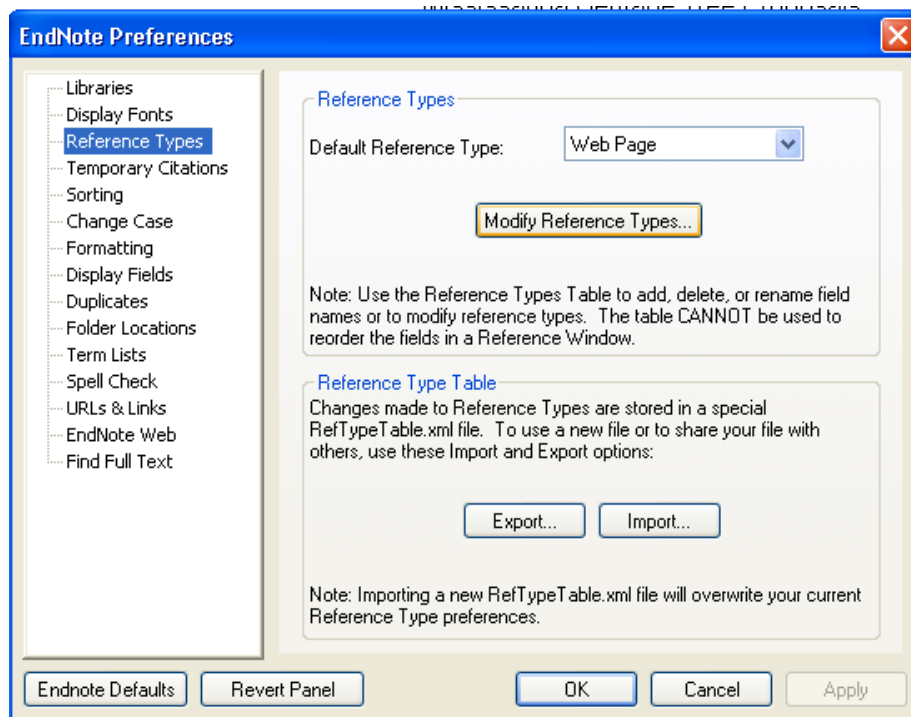 EndNote Preferences
Libraries
Display Fonts
Reference Types
Temporary Citations
Sorting
Change Case
Formatting
Display Fields
Duplicates
Folder Locations
Term Lists
Spell Check
URLs & Links
EndNote Web
Find Full Text
Reference Types
Default Reference Type: Web Page
Modify Reference Types...
Note: Use the Reference Types Table to add, delete, or rename field
names or to modify reference types. The table CANNOT be used to
reorder the fields in a Reference Window.
Reference Type Table
Changes made to Reference Types are stored in a special
RefTypeTable.xml file. To use a new file or to share your file with
others, use these Import and Export options:
Export... Import...
Note: Importing a new RefTypeTable.xml file will overwrite your current
Reference Type preferences.
Endnote Defaults Revert Panel OK Cancel Apply